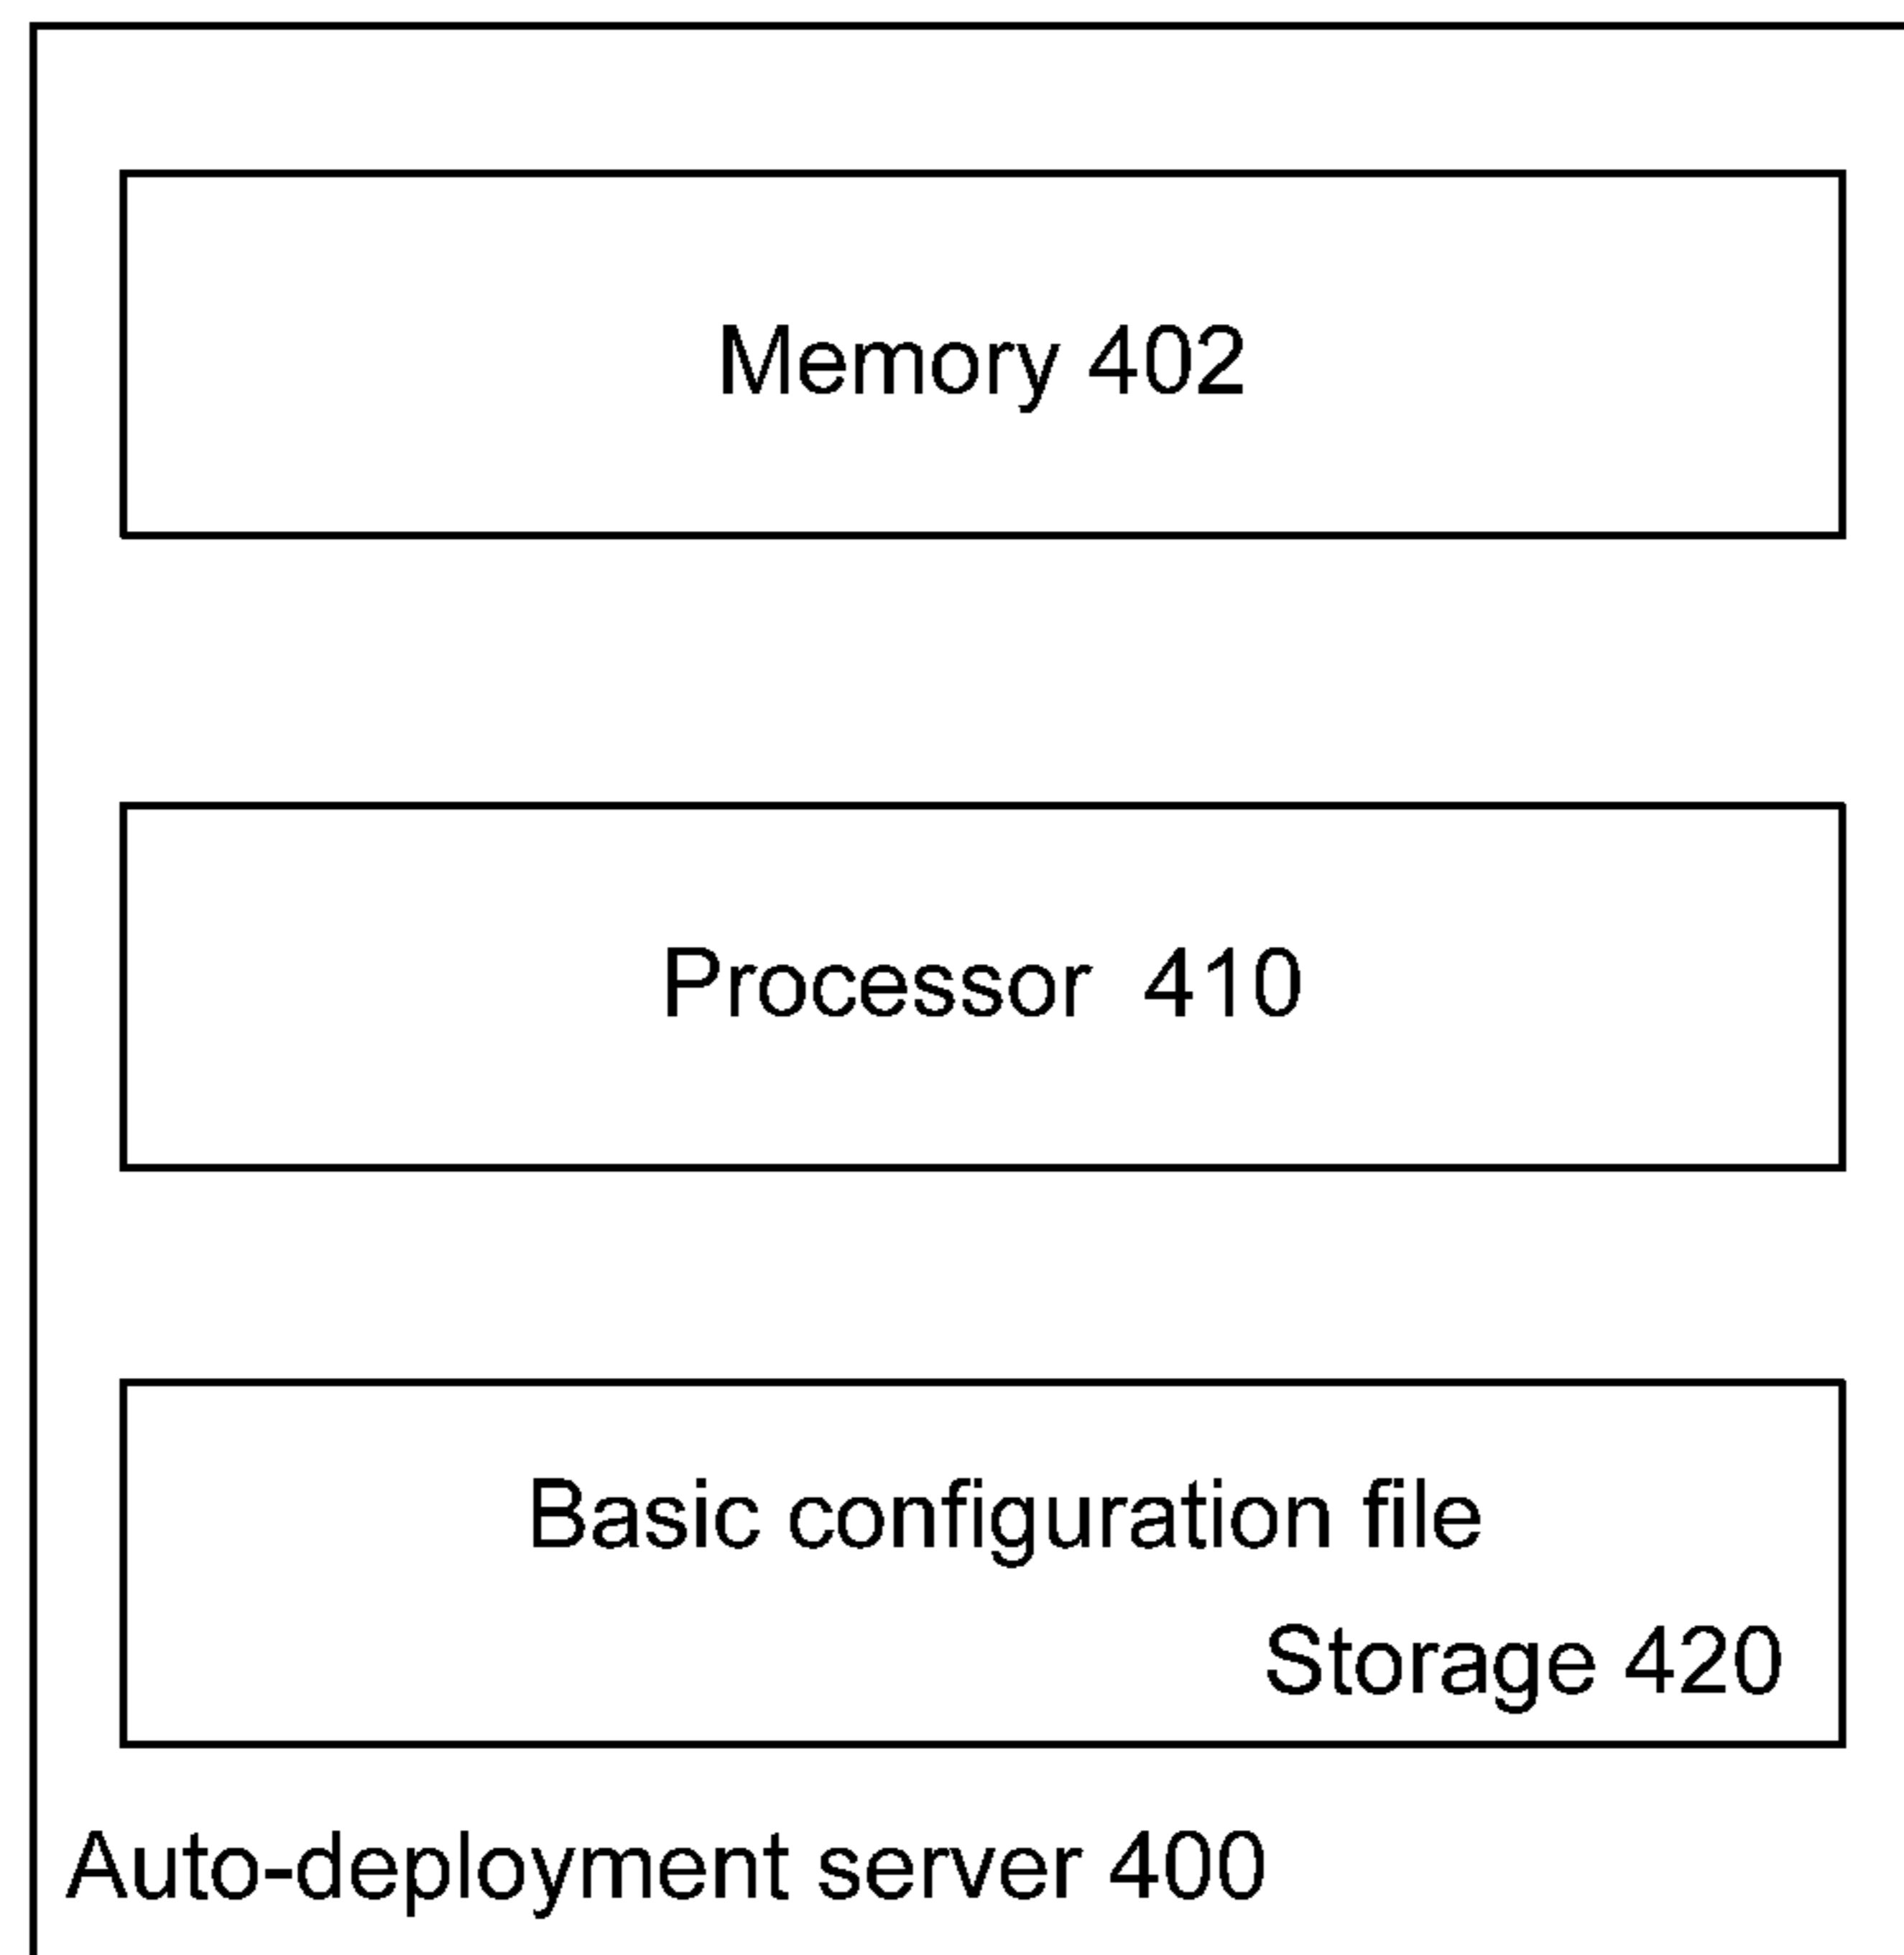 Memory 402
Processor 410
Basic configuration file
Storage 420
Auto-deployment server 400